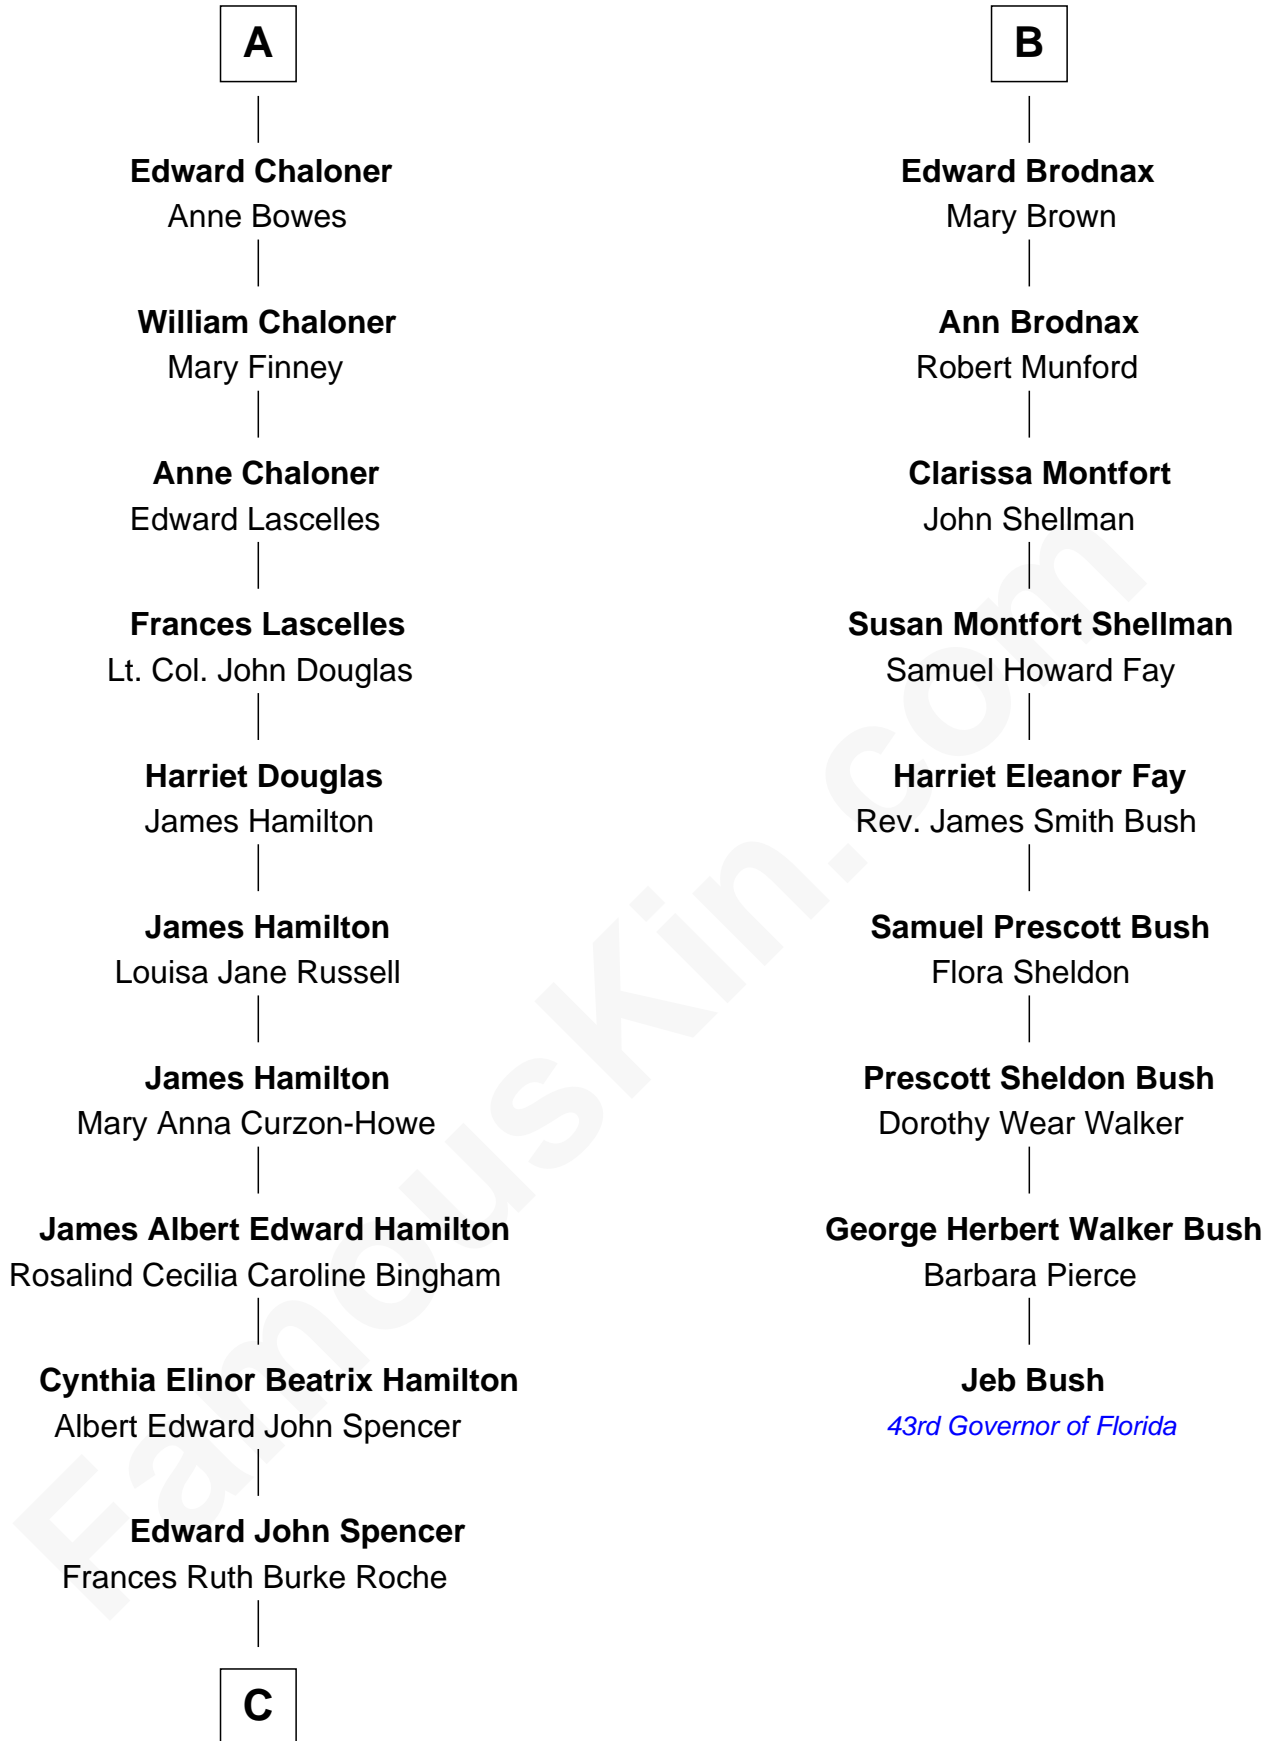 A
Edward Chaloner
Anne Bowes
William Chaloner
Mary Finney
Anne Chaloner
Edward Lascelles
Frances Lascelles
Lt. Col. John Douglas
Harriet Douglas
James Hamilton
James Hamilton
Louisa Jane Russell
James Hamilton
Mary Anna Curzon-Howe
James Albert Edward Hamilton
Rosalind Cecilia Caroline Bingham
Cynthia Elinor Beatrix Hamilton
Albert Edward John Spencer
Edward John Spencer
Frances Ruth Burke Roche
C
B
Edward Brodnax
Mary Brown
Ann Brodnax
Robert Munford
Clarissa Montfort
John Shellman
Susan Montfort Shellman
Samuel Howard Fay
Harriet Eleanor Fay
Rev. James Smith Bush
Samuel Prescott Bush
Flora Sheldon
Prescott Sheldon Bush
Dorothy Wear Walker
George Herbert Walker Bush
Barbara Pierce
Jeb Bush
43rd Governor of Florida
FamousKin.com